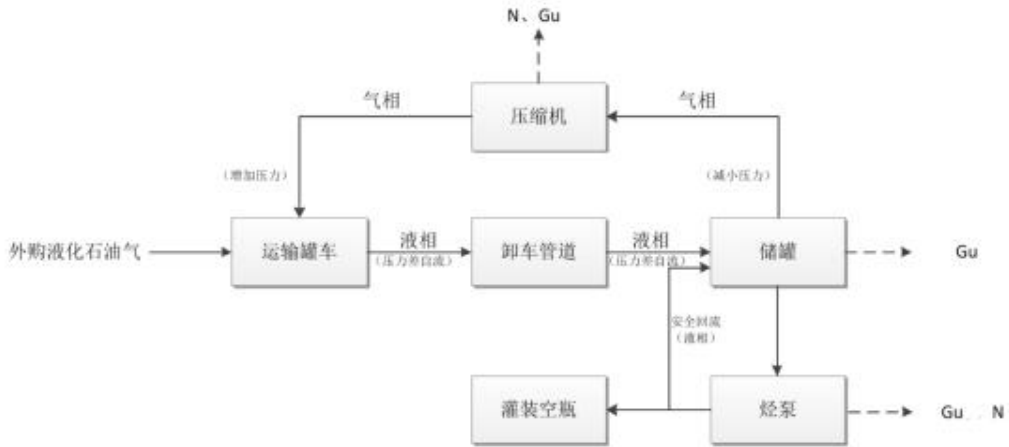 N、Gu
气相
压缩机
气相
（增加压力）
（减小压力）
外购液化石油气
运输罐车
液相
（压力差自流）
卸车管道
液相
（压力差自流）
储罐
Gu
安全回流
（液相）
灌装空瓶
烃泵
Gu
N